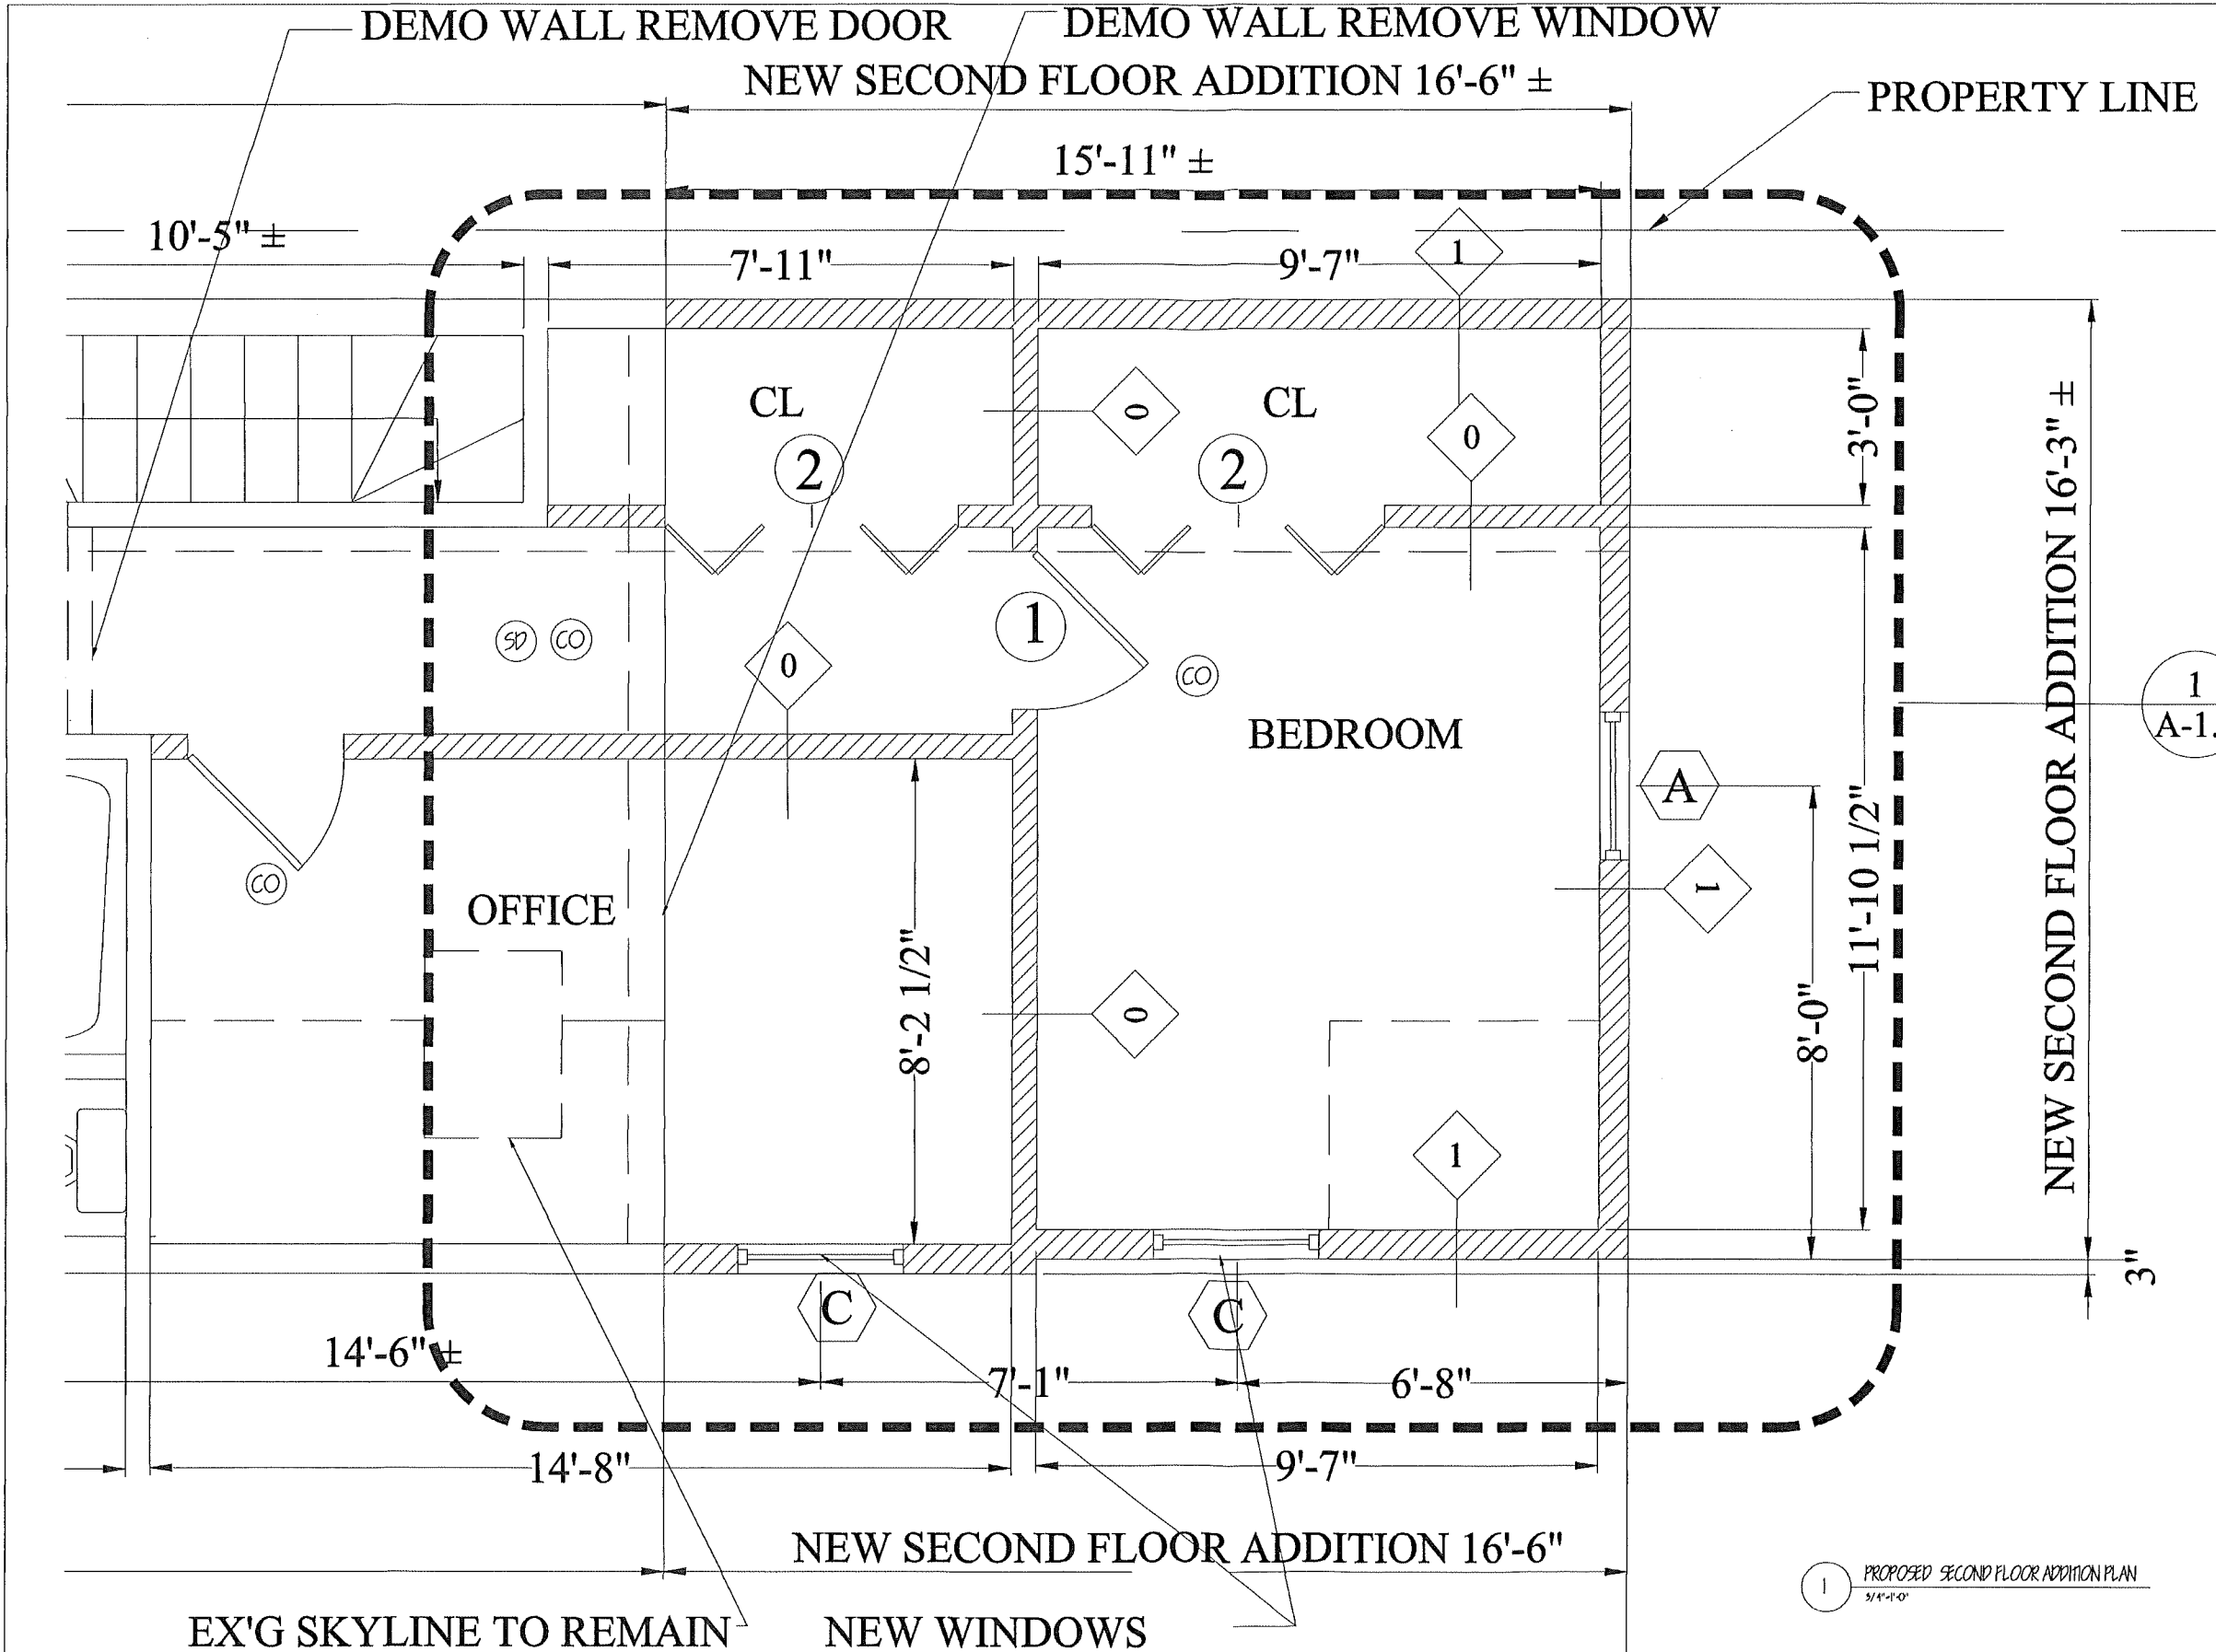 DEMO WALL REMOVE DOOR
DEMO WALL REMOVE WINDOW
NEW SECOND FLOOR ADDITION 16'-6" ±
PROPERTY LINE
15'-11" ±
10'-5" ±
7'-11"
9'-7"
1
CL
0
CL
0
3'-0"
2
2
NEW SECOND FLOOR ADDITION 16'-3" ±
SD
CO
0
1
CO
BEDROOM
1
A-1.
A
CO
OFFICE
1
11'-10 1/2"
8'-2 1/2"
0
8'-0"
1
3"
C
C
14'-6" ±
7'-1"
6'-8"
14'-8"
9'-7"
NEW SECOND FLOOR ADDITION 16'-6"
1
PROPOSED SECOND FLOOR ADDITION PLAN
3/4"=1'-0"
EX'G SKYLINE TO REMAIN
NEW WINDOWS